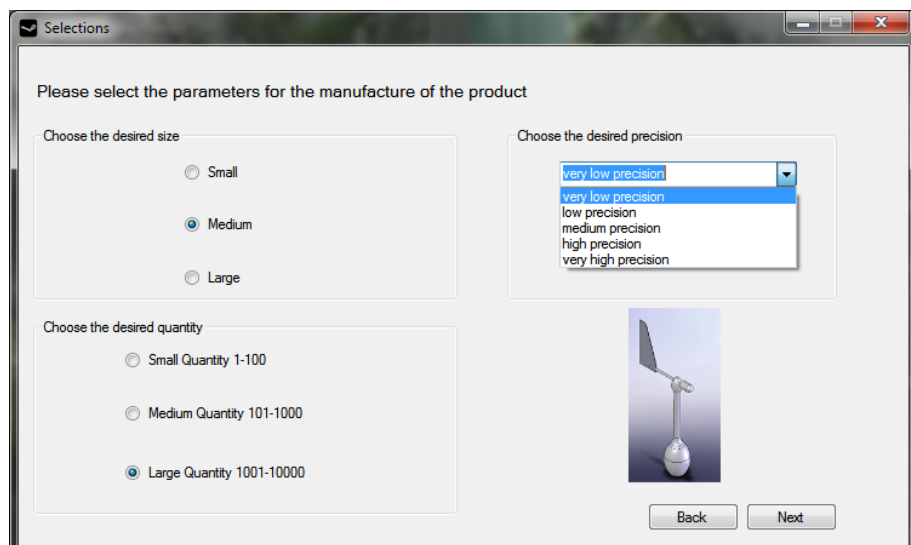 Selections
Please select the parameters for the manufacture of the product
Choose the desired size
Small
Medium
Large
Choose the desired precision
very low precision
very low precision
low precision
medium precision
high precision
very high precision
Choose the desired quantity
Small Quantity 1-100
Medium Quantity 101-1000
Large Quantity 1001-10000
Back
Next